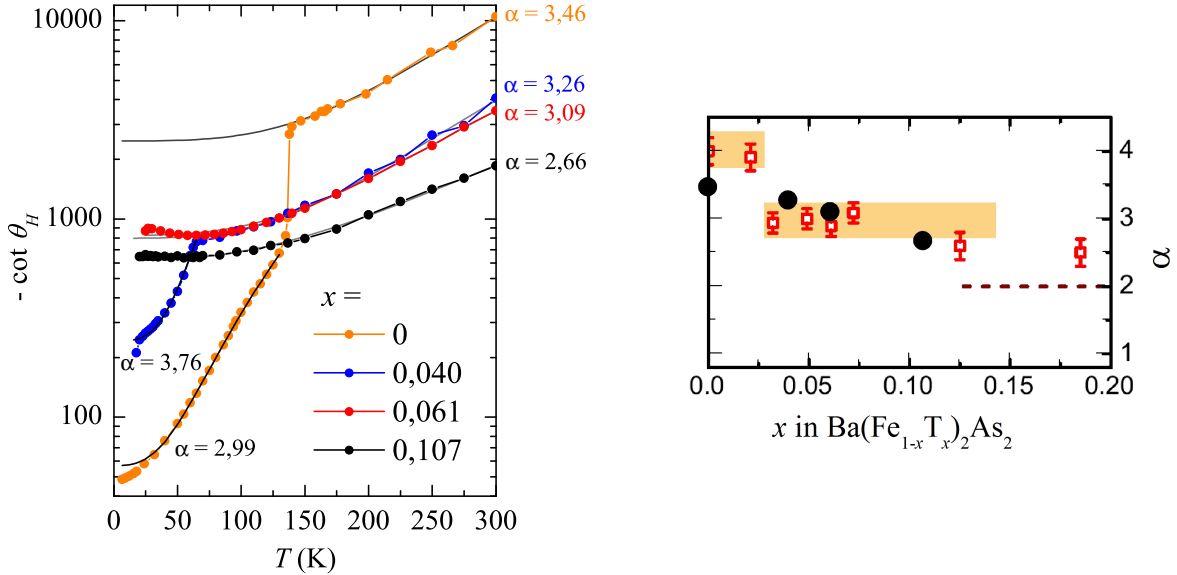 10000
1000
100
- cot θH
0
50
100
150
200
250
300
T (K)
α = 3,46
α = 3,26
α = 3,09
α = 2,66
α = 3,76
α = 2,99
x =
0
0,040
0,061
0,107
4
3
2
1
α
0.0
0.05
0.10
0.15
0.20
x in Ba(Fe1-xTx)2As2